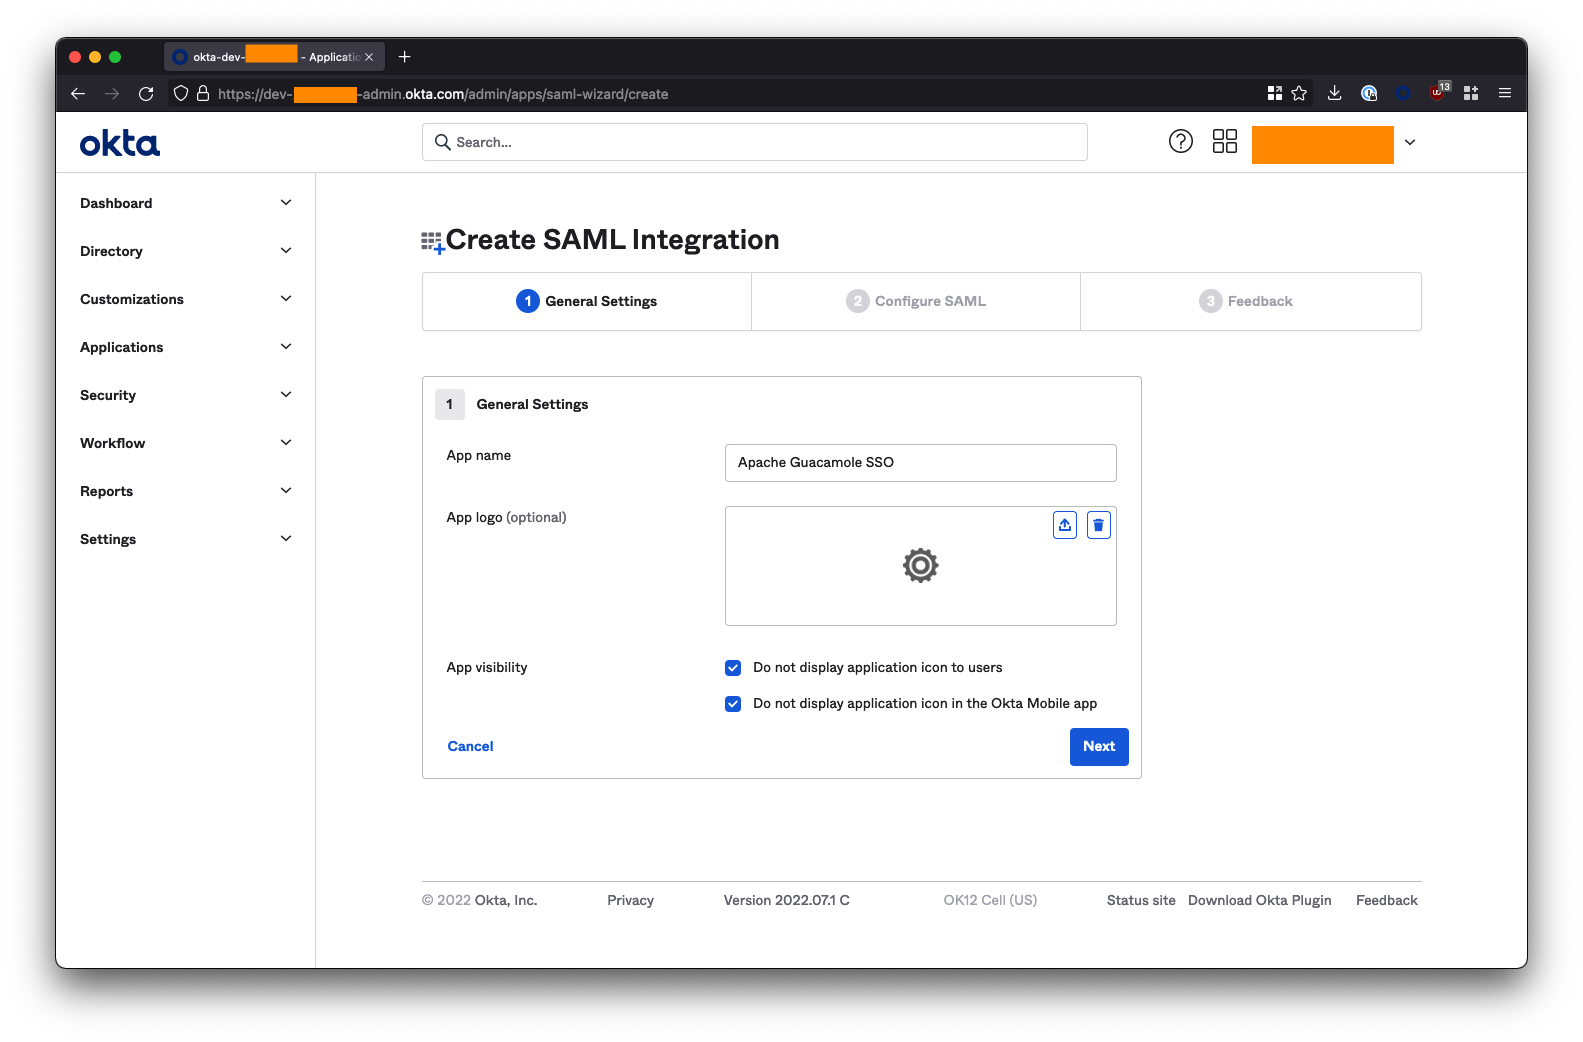 okta-dev- - Applicatio
https://dev- -admin.okta.com/admin/apps/saml-wizard/create
13
okta
Search...
Dashboard
Directory
Customizations
Applications
Security
Workflow
Reports
Settings
Create SAML Integration
1 General Settings
2 Configure SAML
3 Feedback
1 General Settings
App name
Apache Guacamole SSO
App logo (optional)
App visibility
Do not display application icon to users
Do not display application icon in the Okta Mobile app
Cancel
Next
© 2022 Okta, Inc. Privacy Version 2022.07.1 C OK12 Cell (US) Status site Download Okta Plugin Feedback